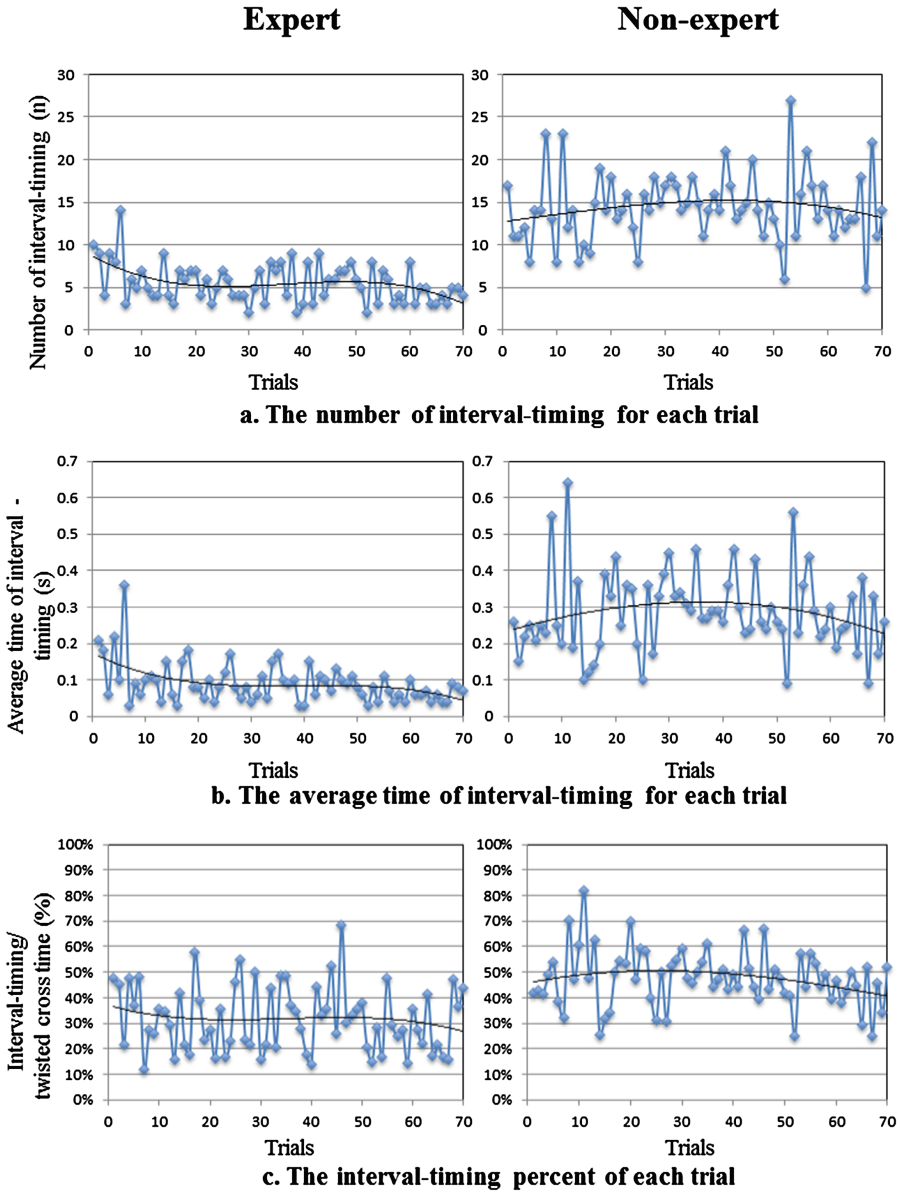 Expert Non-expert
Number of interval-timing (n)
30 30
25 25
20 20
15 15
10 10
5 5
0 0
0 10 20 30 40 50 60 70 0 10 20 30 40 50 60 70
Trials Trials
a. The number of interval-timing for each trial
Average time of interval -
timing (s)
0.7 0.7
0.6 0.6
0.5 0.5
0.4 0.4
0.3 0.3
0.2 0.2
0.1 0.1
0 0
0 10 20 30 40 50 60 70 0 10 20 30 40 50 60 70
Trials Trials
b. The average time of interval-timing for each trial
Interval-timing/
twisted cross time (%)
100% 100%
90% 90%
80% 80%
70% 70%
60% 60%
50% 50%
40% 40%
30% 30%
20% 20%
10% 10%
0% 0%
0 10 20 30 40 50 60 70 0 10 20 30 40 50 60 70
Trials Trials
c. The interval-timing percent of each trial